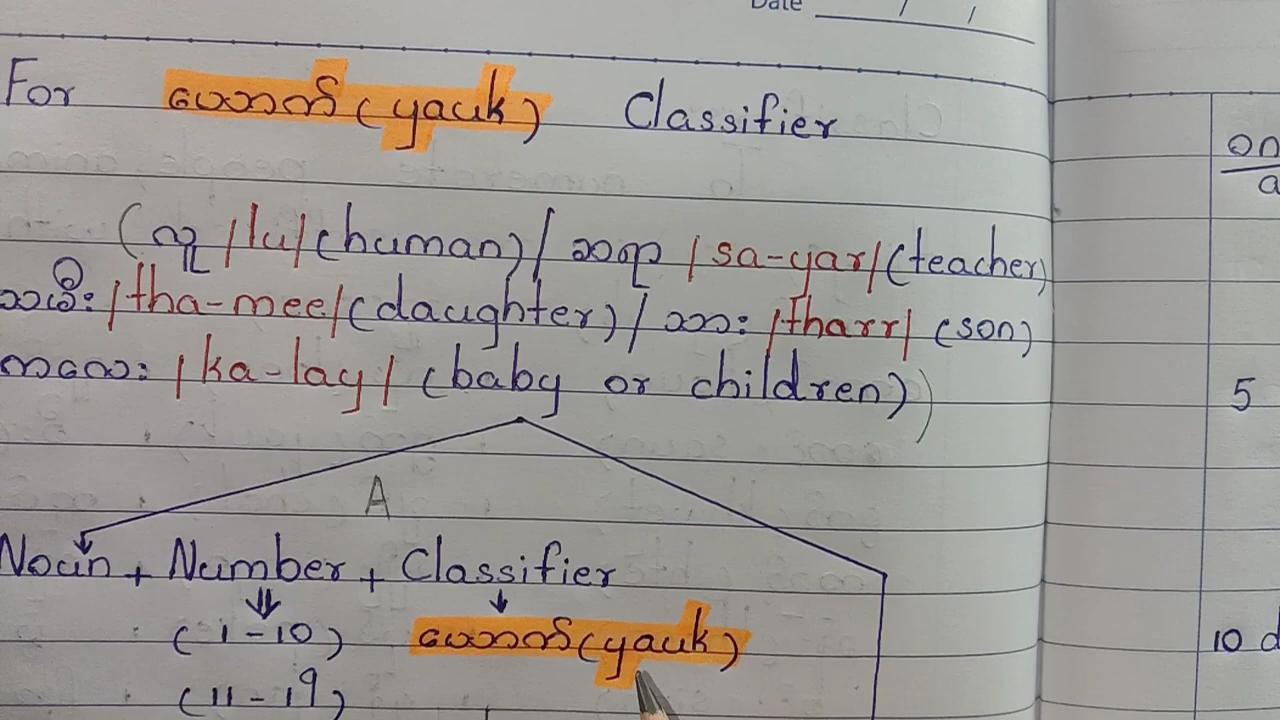 Date / /
For ယောက် (yauk) Classifier
(လူ /lu/ (human) / ဆရာ /sa-yar/ (teacher)
သမီး /tha-mee/ (daughter) / သား /tharr/ (son)
ကလေး /ka-lay/ (baby or children))
A
Noun + Number + Classifier
(1-10) ယောက် (yauk)
(11-19)
5
10